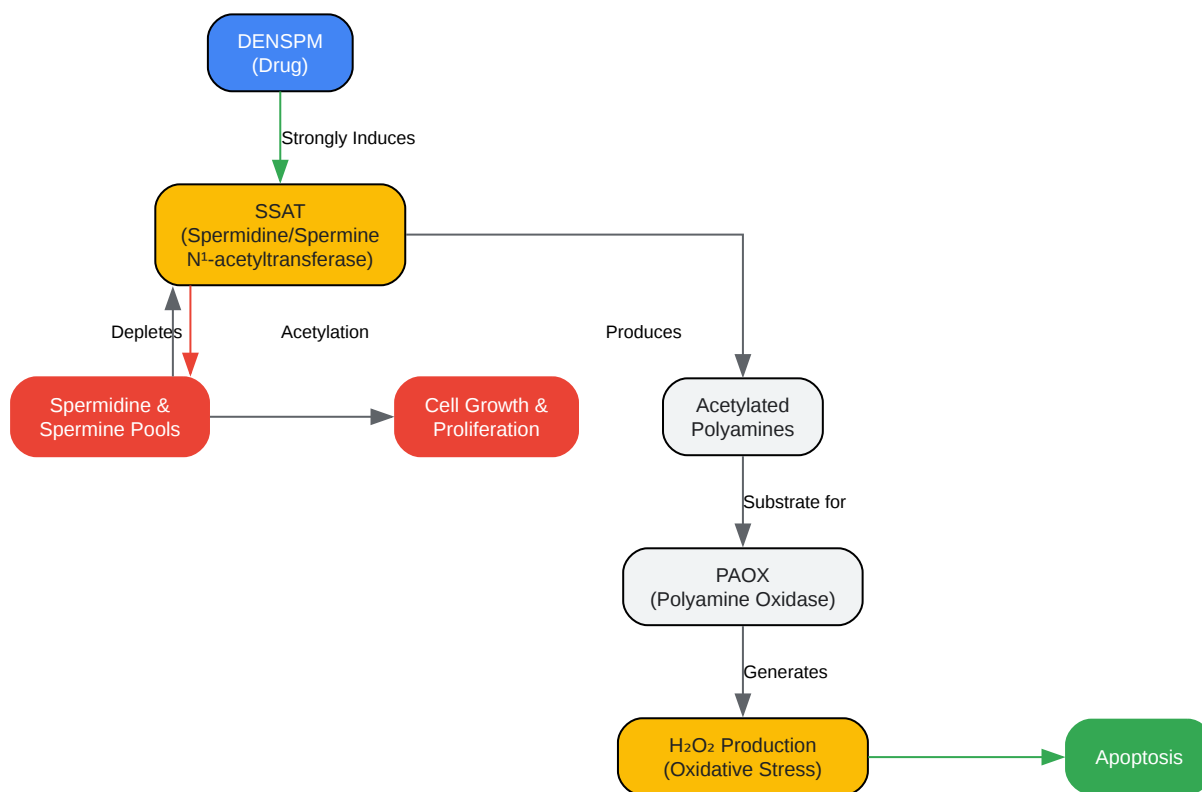 DENSPM
(Drug)
Strongly Induces
SSAT
(Spermidine/Spermine
N¹-acetyltransferase)
Depletes
Acetylation
Produces
Spermidine &
Spermine Pools
Cell Growth &
Proliferation
Acetylated
Polyamines
Substrate for
PAOX
(Polyamine Oxidase)
Generates
H₂O₂ Production
(Oxidative Stress)
Apoptosis